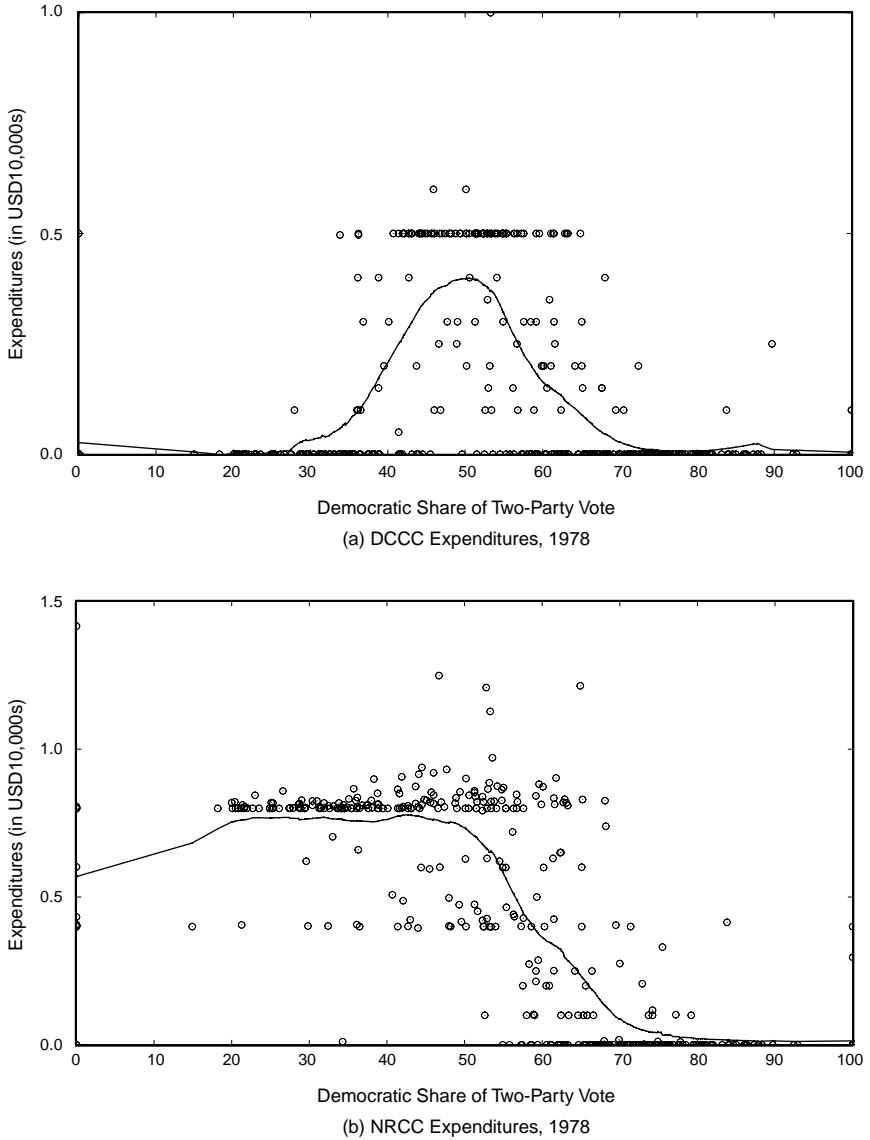 1.0
0.5
0.0
Expenditures (in USD10,000s)
0 10 20 30 40 50 60 70 80 90 100
Democratic Share of Two-Party Vote
(a) DCCC Expenditures, 1978
1.5
1.0
0.5
0.0
Expenditures (in USD10,000s)
0 10 20 30 40 50 60 70 80 90 100
Democratic Share of Two-Party Vote
(b) NRCC Expenditures, 1978